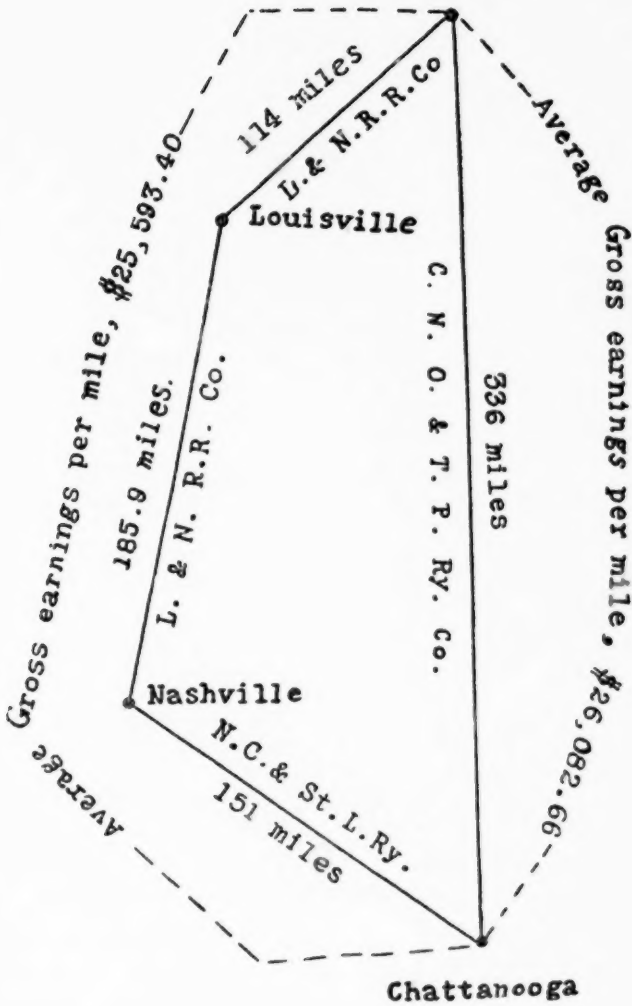 114 miles
L.& N.R.R.Co
Louisville
Average Gross earnings per mile, $25,593.40
185.9 miles.
L. & N. R.R. Co.
C. N. O. & T. P. Ry. Co.
336 miles
Average Gross earnings per mile, $26,082.66
Nashville
N.C.& St.L.Ry.
151 miles
Chattanooga